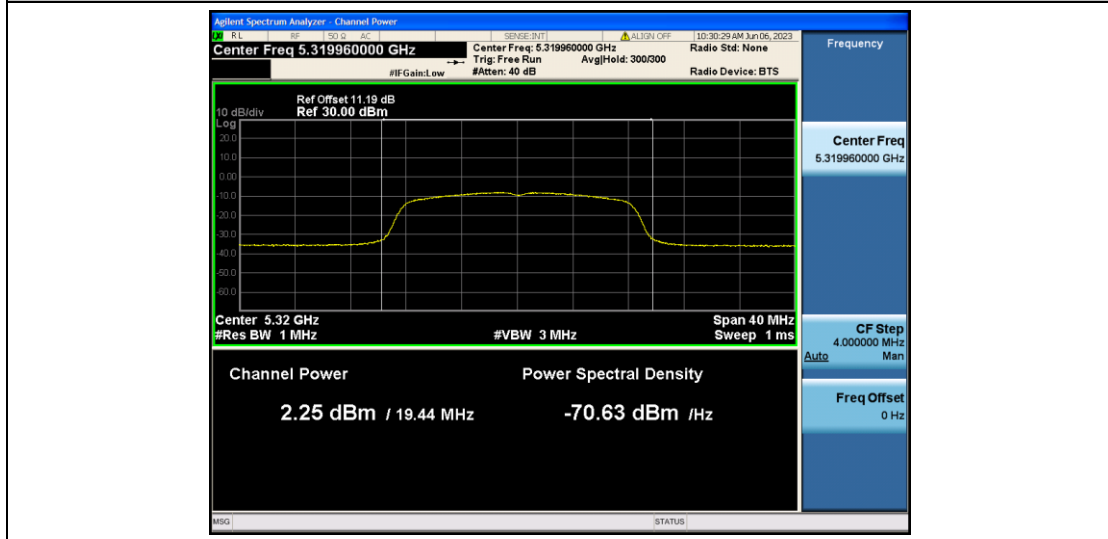 Agilent Spectrum Analyzer - Channel Power
RL RF 50 Ω AC SENSE:INT ALIGN OFF 10:30:29 AM Jun 06, 2023
Center Freq 5.319960000 GHz
Center Freq: 5.319960000 GHz
Radio Std: None
Trig: Free Run Avg|Hold: 300/300
#IFGain:Low #Atten: 40 dB Radio Device: BTS
Frequency
Ref Offset 11.19 dB
10 dB/div Ref 30.00 dBm
Log
20.0
10.0
0.00
-10.0
-20.0
-30.0
-40.0
-50.0
-60.0
Center 5.32 GHz Span 40 MHz
#Res BW 1 MHz #VBW 3 MHz Sweep 1 ms
Center Freq
5.319960000 GHz
CF Step
4.000000 MHz
Auto Man
Freq Offset
0 Hz
Channel Power Power Spectral Density
2.25 dBm / 19.44 MHz -70.63 dBm /Hz
MSG STATUS